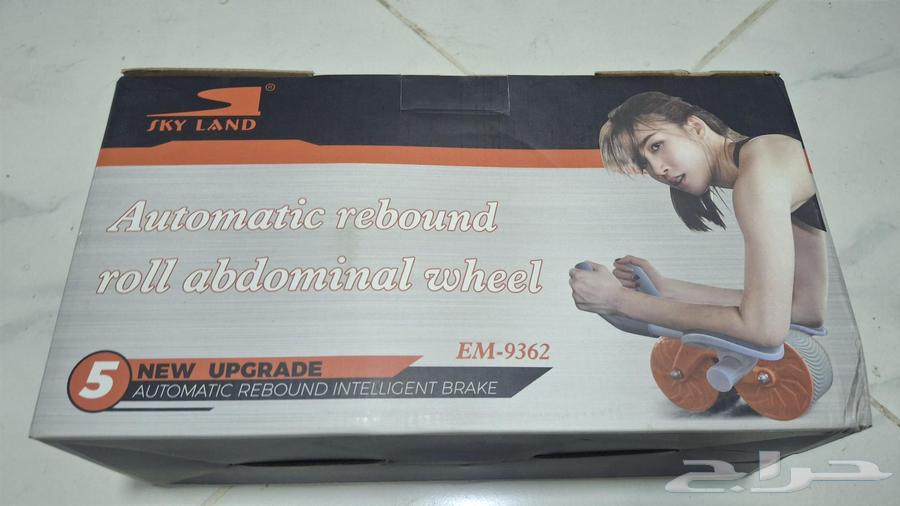 SKY LAND
®
Automatic rebound
roll abdominal wheel
EM-9362
5
NEW UPGRADE
AUTOMATIC REBOUND INTELLIGENT BRAKE
حراج